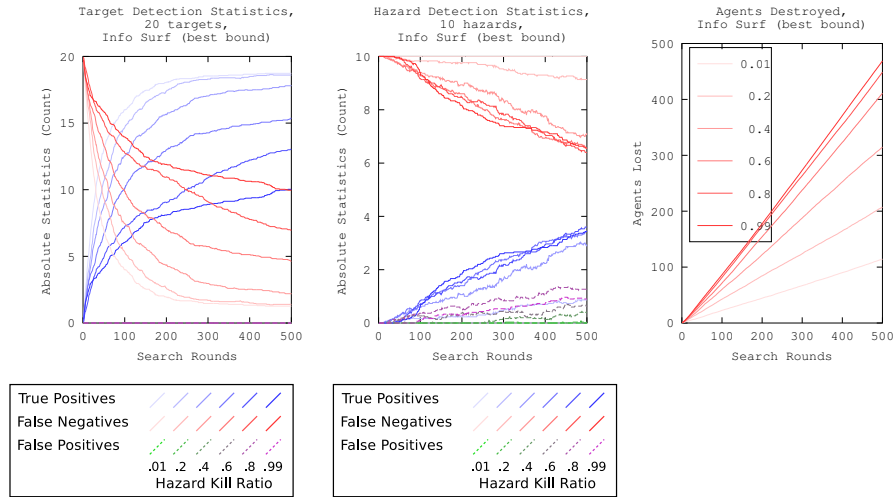 Target Detection Statistics,
20 targets,
Info Surf (best bound)
20
15
10
5
0
Absolute Statistics (Count)
0 100 200 300 400 500
Search Rounds
Hazard Detection Statistics,
10 hazards,
Info Surf (best bound)
10
8
6
4
2
0
Absolute Statistics (Count)
0 100 200 300 400 500
Search Rounds
Agents Destroyed,
Info Surf (best bound)
500
400
300
200
100
0
Agents Lost
0.01
0.2
0.4
0.6
0.8
0.99
0 100 200 300 400 500
Search Rounds
True Positives
False Negatives
False Positives
.01 .2 .4 .6 .8 .99
Hazard Kill Ratio
True Positives
False Negatives
False Positives
.01 .2 .4 .6 .8 .99
Hazard Kill Ratio